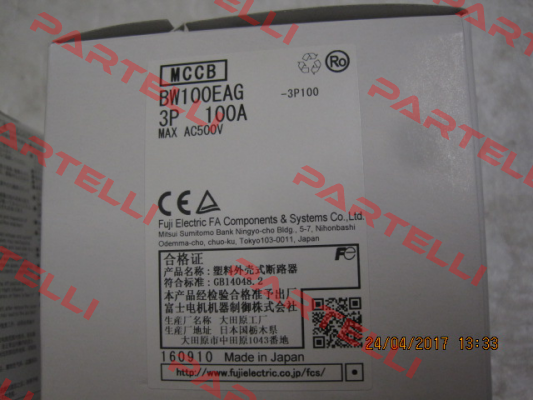 MCCB
BW100EAG -3P100
3P 100A
MAX AC500V
Ro
CE
Fuji Electric FA Components & Systems Co.,Ltd.
Mitsui Sumitomo Bank Ningyo-cho Bldg., 5-7, Nihonbashi
Odemma-cho, chuo-ku, Tokyo103-0011, Japan
合格证
产品名称：塑料外壳式断路器
符合标准：GB14048.2
本产品经检验合格准予出厂
富士电机机器制御株式会社
生产厂名称 大田原工厂
生产厂地址 日本国栃木県
大田原市中田原1043番地
160910 Made in Japan
http://www.fujielectric.co.jp/fcs/
24/04/2017 13:33
PARTELLI
PARTELLI
PARTELLI
PARTELLI
PARTELLI